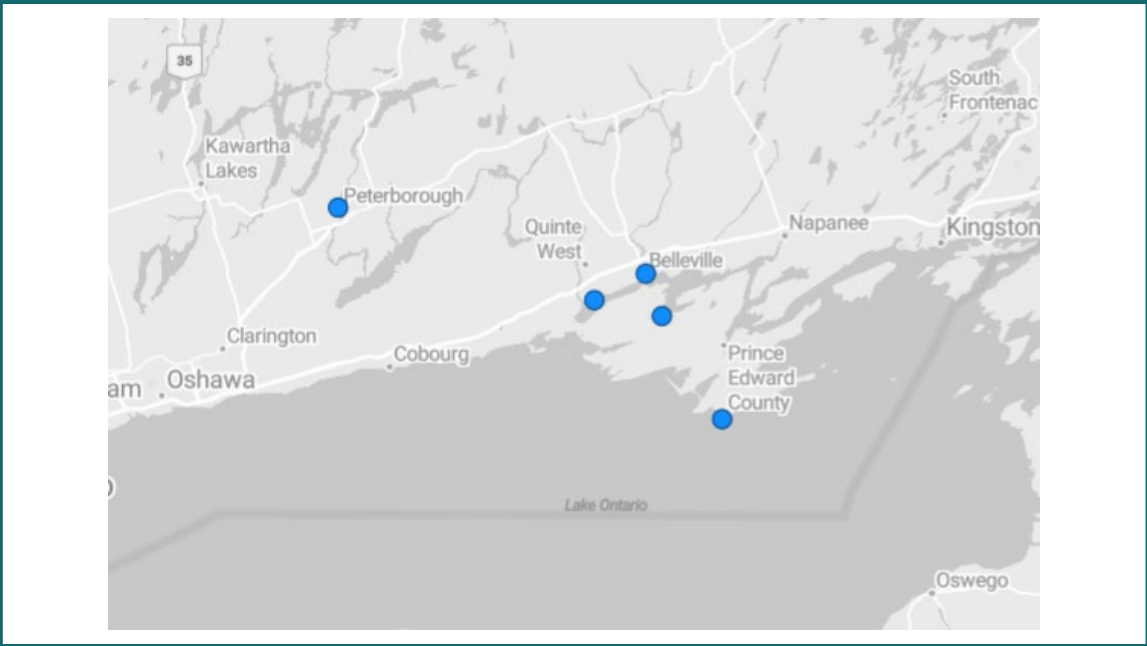 35
South
Frontenac
Kawartha
Lakes
Peterborough
Quinte
West
Napanee
Kingston
Belleville
Clarington
Cobourg
Prince
Edward
County
am
Oshawa
Lake Ontario
Oswego